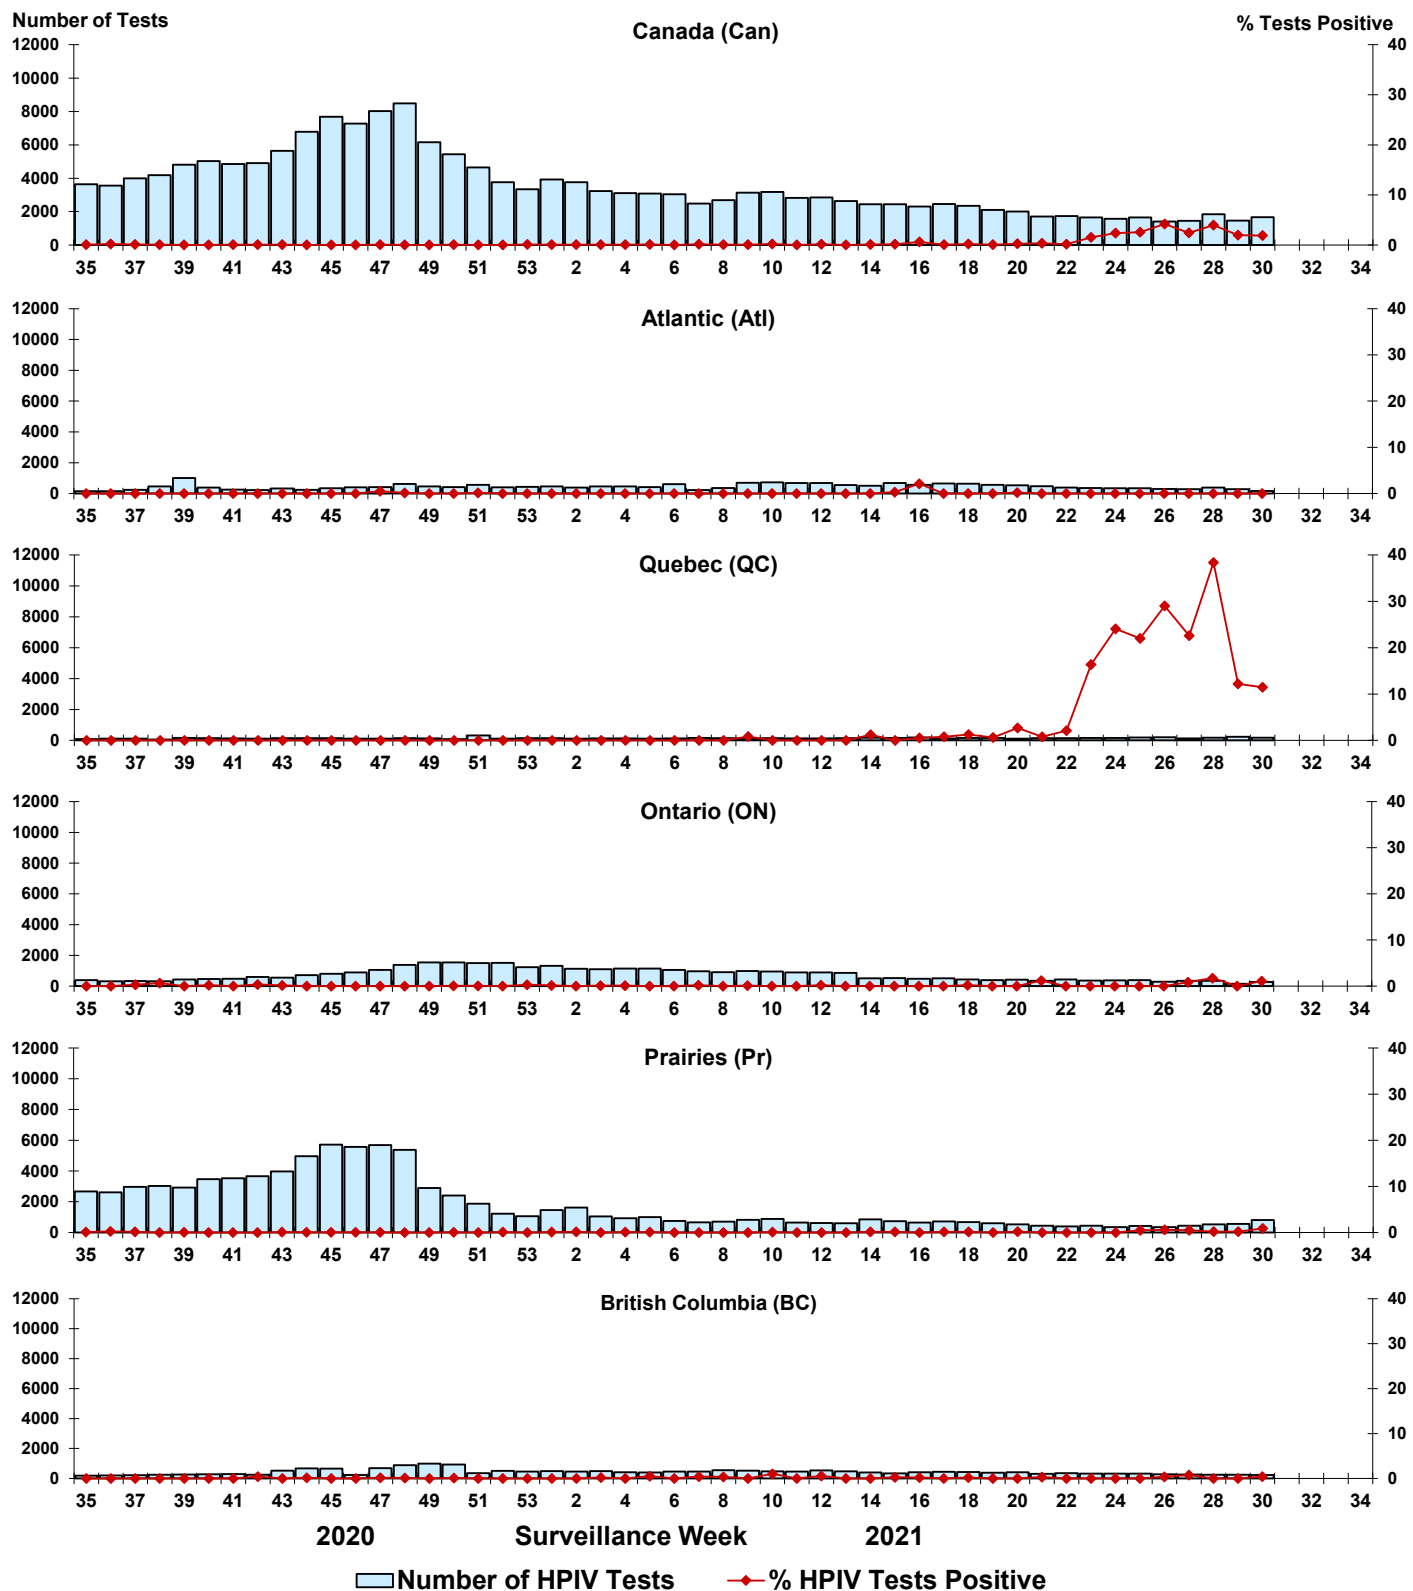 Number of Tests
% Tests Positive
Canada (Can)
12000 10000 8000 6000 4000 2000 0
40 30 20 10 0
35 37 39 41 43 45 47 49 51 53 2 4 6 8 10 12 14 16 18 20 22 24 26 28 30 32 34
Atlantic (Atl)
12000 10000 8000 6000 4000 2000 0
40 30 20 10 0
35 37 39 41 43 45 47 49 51 53 2 4 6 8 10 12 14 16 18 20 22 24 26 28 30 32 34
Quebec (QC)
12000 10000 8000 6000 4000 2000 0
40 30 20 10 0
35 37 39 41 43 45 47 49 51 53 2 4 6 8 10 12 14 16 18 20 22 24 26 28 30 32 34
Ontario (ON)
12000 10000 8000 6000 4000 2000 0
40 30 20 10 0
35 37 39 41 43 45 47 49 51 53 2 4 6 8 10 12 14 16 18 20 22 24 26 28 30 32 34
Prairies (Pr)
12000 10000 8000 6000 4000 2000 0
40 30 20 10 0
35 37 39 41 43 45 47 49 51 53 2 4 6 8 10 12 14 16 18 20 22 24 26 28 30 32 34
British Columbia (BC)
12000 10000 8000 6000 4000 2000 0
40 30 20 10 0
35 37 39 41 43 45 47 49 51 53 2 4 6 8 10 12 14 16 18 20 22 24 26 28 30 32 34
2020 Surveillance Week 2021
Number of HPIV Tests % HPIV Tests Positive